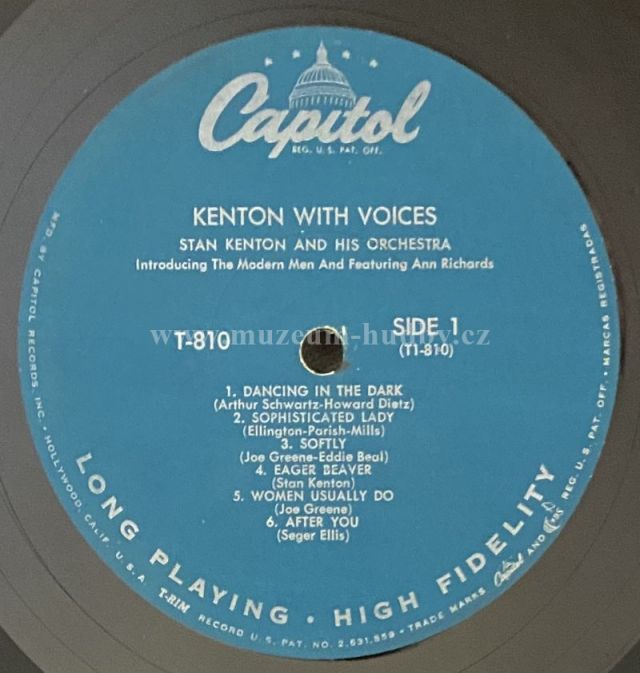 Capitol
REG. U. S. PAT. OFF.
KENTON WITH VOICES
STAN KENTON AND HIS ORCHESTRA
Introducing The Modern Men And Featuring Ann Richards
www.muzeum-hudby.cz
T-810
SIDE 1
(T1-810)
1. DANCING IN THE DARK
(Arthur Schwartz-Howard Dietz)
2. SOPHISTICATED LADY
(Ellington-Parish-Mills)
3. SOFTLY
(Joe Greene-Eddie Beal)
4. EAGER BEAVER
(Stan Kenton)
5. WOMEN USUALLY DO
(Joe Greene)
6. AFTER YOU
(Seger Ellis)
LONG PLAYING • HIGH FIDELITY
MFD. BY CAPITOL RECORDS, INC. • HOLLYWOOD, CALIF. U. S. A. T-RIM RECORD U. S. PAT. NO. 2,631,859 • TRADE MARKS Capitol AND REG. U. S. PAT. OFF. • MARCAS REGISTRADAS